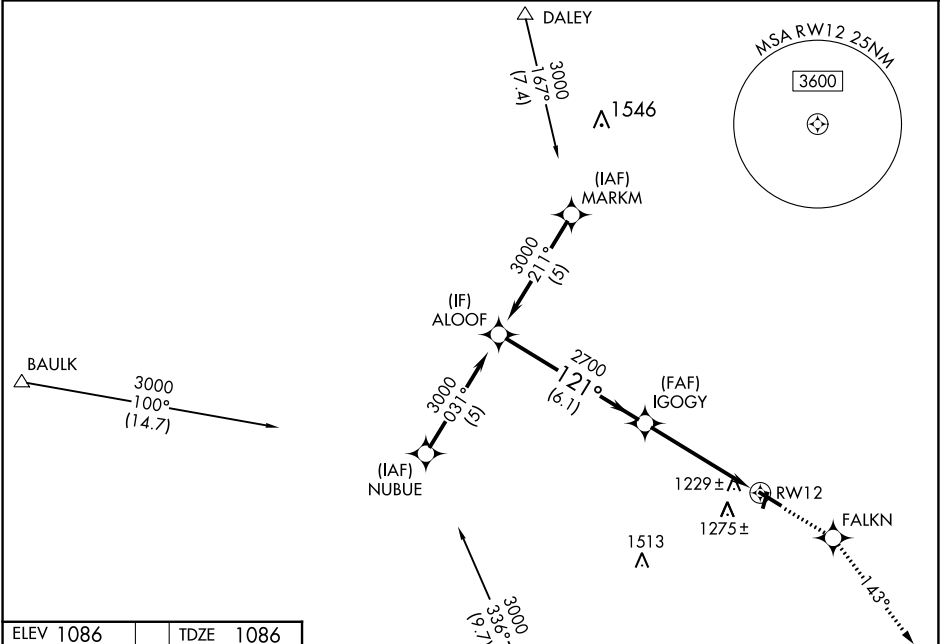 DALEY
3000
167°
(7.4)
1546
MSA RW12 25NM
3600
(IAF)
MARKM
3000
211°
(5)
(IF)
ALOOF
BAULK
3000
100°
(14.7)
2700
121°
(6.1)
(FAF)
IGOGY
3000
031°
(5)
(IAF)
NUBUE
1229±
RW12
1275±
FALKN
1513
143°
3000
336°
(9.7)
ELEV 1086
TDZE 1086